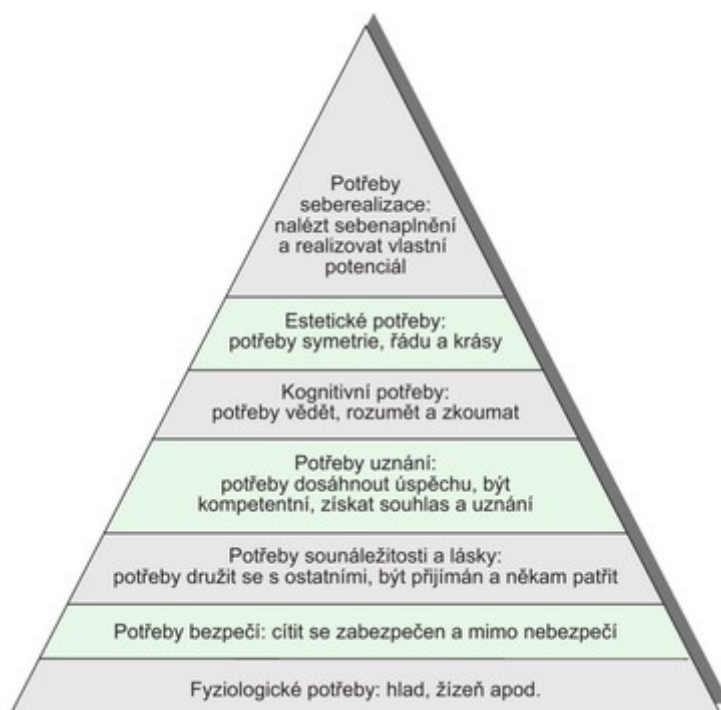 Potřeby
seberealizace:
nalézt sebenaplnění
a realizovat vlastní
potenciál
Estetické potřeby:
potřeby symetrie, řádu a krásy
Kognitivní potřeby:
potřeby vědět, rozumět a zkoumat
Potřeby uznání:
potřeby dosáhnout úspěchu, být
kompetentní, získat souhlas a uznání
Potřeby sounáležitosti a lásky:
potřeby družit se s ostatními, být přijímán a někam patřit
Potřeby bezpečí: cítit se zabezpečen a mimo nebezpečí
Fyziologické potřeby: hlad, žízeň apod.